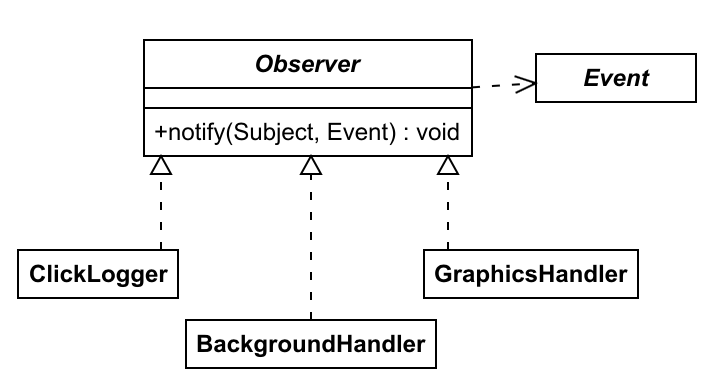 Observer
Event
+notify(Subject, Event) : void
ClickLogger
GraphicsHandler
BackgroundHandler